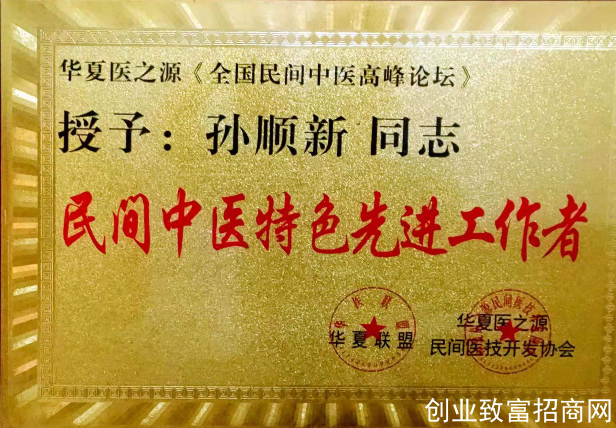 华夏医之源《全国民间中医高峰论坛》
授予：孙顺新 同志
民间中医特色先进工作者
华夏联盟
华夏医之源
民间医技开发协会
创业致富招商网